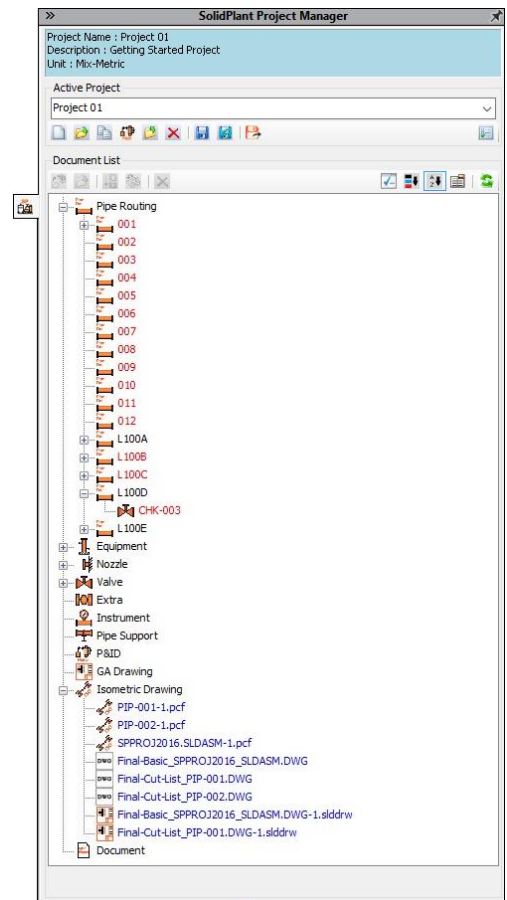 SolidPlant Project Manager
Project Name : Project 01
Description : Getting Started Project
Unit : Mix-Metric
Active Project
Project 01
Document List
Pipe Routing
001
002
003
004
005
006
007
008
009
010
011
012
L100A
L100B
L100C
L100D
CHK-003
L100E
Equipment
Nozzle
Valve
Extra
Instrument
Pipe Support
P&ID
GA Drawing
Isometric Drawing
PIP-001-1.pcf
PIP-002-1.pcf
SPPROJ2016.SLDASM-1.pcf
DWG Final-Basic_SPPROJ2016_SLDASM.DWG
DWG Final-Cut-List_PIP-001.DWG
DWG Final-Cut-List_PIP-002.DWG
Final-Basic_SPPROJ2016_SLDASM.DWG-1.slddrw
Final-Cut-List_PIP-001.DWG-1.slddrw
Document